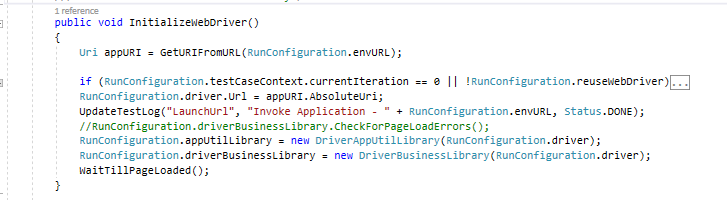 1 reference
public void InitializeWebDriver()
{
Uri appURI = GetURIFromURL(RunConfiguration.envURL);
if (RunConfiguration.testCaseContext.currentIteration == 0 || !RunConfiguration.reuseWebDriver)...
RunConfiguration.driver.Url = appURI.AbsoluteUri;
UpdateTestLog("LaunchUrl", "Invoke Application - " + RunConfiguration.envURL, Status.DONE);
//RunConfiguration.driverBusinessLibrary.CheckForPageLoadErrors();
RunConfiguration.appUtilLibrary = new DriverAppUtilLibrary(RunConfiguration.driver);
RunConfiguration.driverBusinessLibrary = new DriverBusinessLibrary(RunConfiguration.driver);
WaitTillPageLoaded();
}